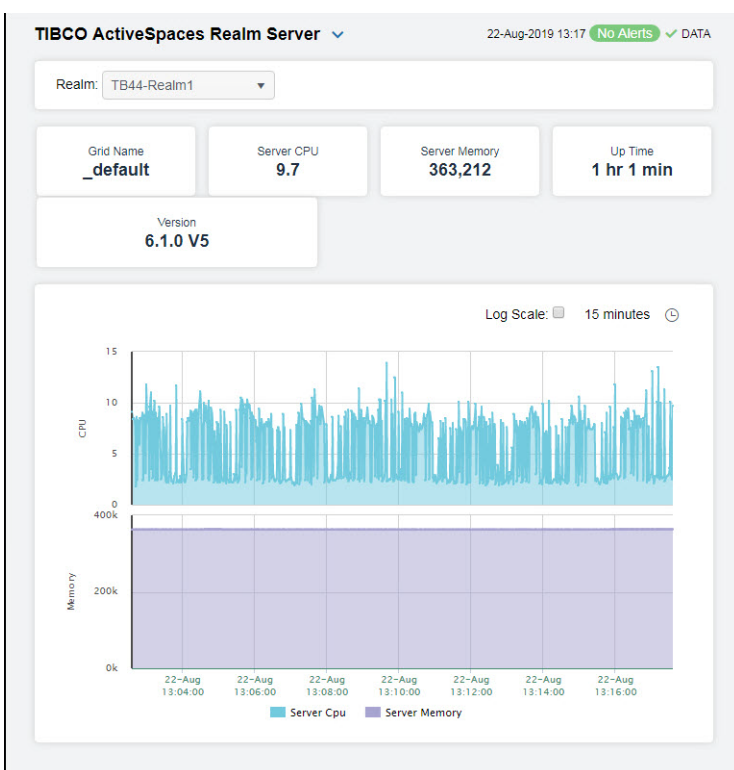 TIBCO ActiveSpaces Realm Server 22-Aug-2019 13:17 No Alerts DATA
Realm: TB44-Realm1
Grid Name
_default
Server CPU
9.7
Server Memory
363,212
Up Time
1 hr 1 min
Version
6.1.0 V5
Log Scale: 15 minutes
15
10
CPU
5
0
400k
200k
Memory
0k
22-Aug 22-Aug 22-Aug 22-Aug 22-Aug 22-Aug 22-Aug
13:04:00 13:06:00 13:08:00 13:10:00 13:12:00 13:14:00 13:16:00
Server Cpu Server Memory